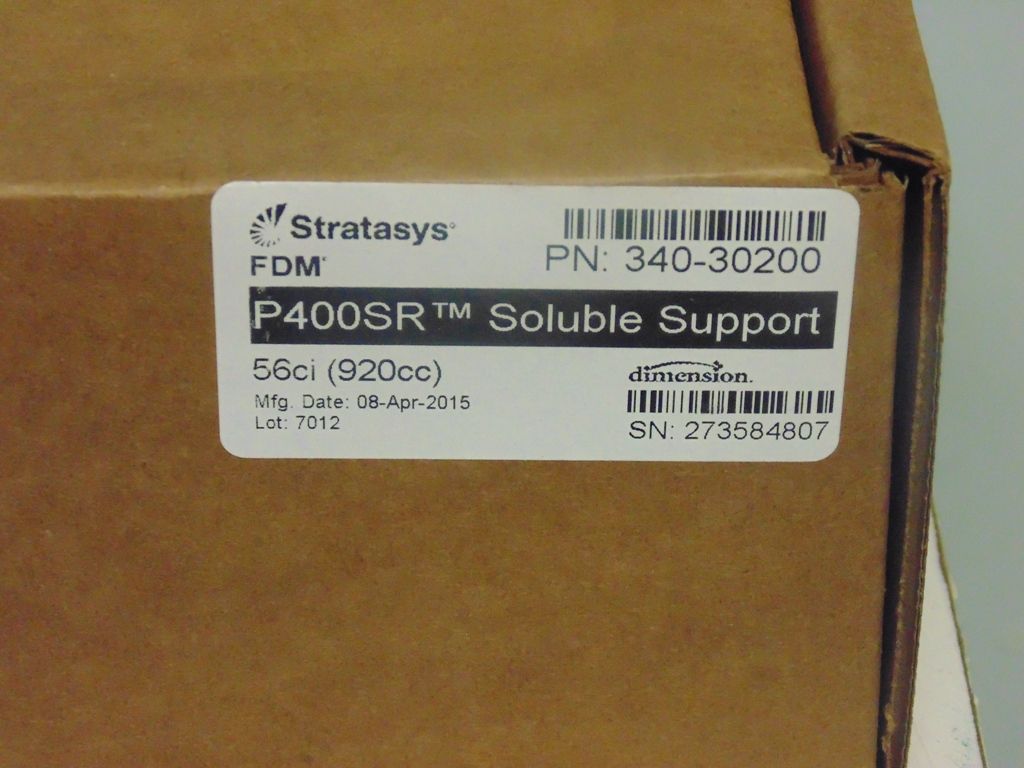 Stratasys
FDM
PN: 340-30200
P400SR™ Soluble Support
56ci (920cc)
dimension.
Mfg. Date: 08-Apr-2015
Lot: 7012
SN: 273584807